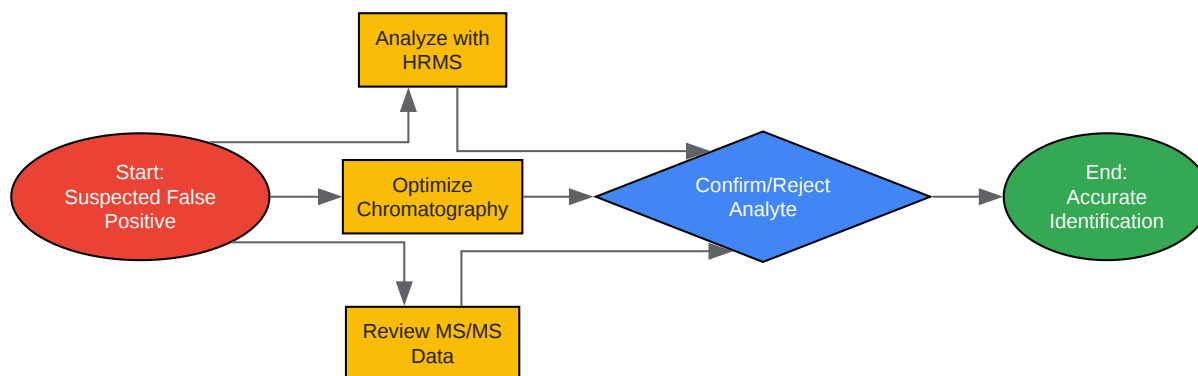 Analyze with
HRMS
Start:
Suspected False
Positive
Optimize
Chromatography
Confirm/Reject
Analyte
End:
Accurate
Identification
Review MS/MS
Data